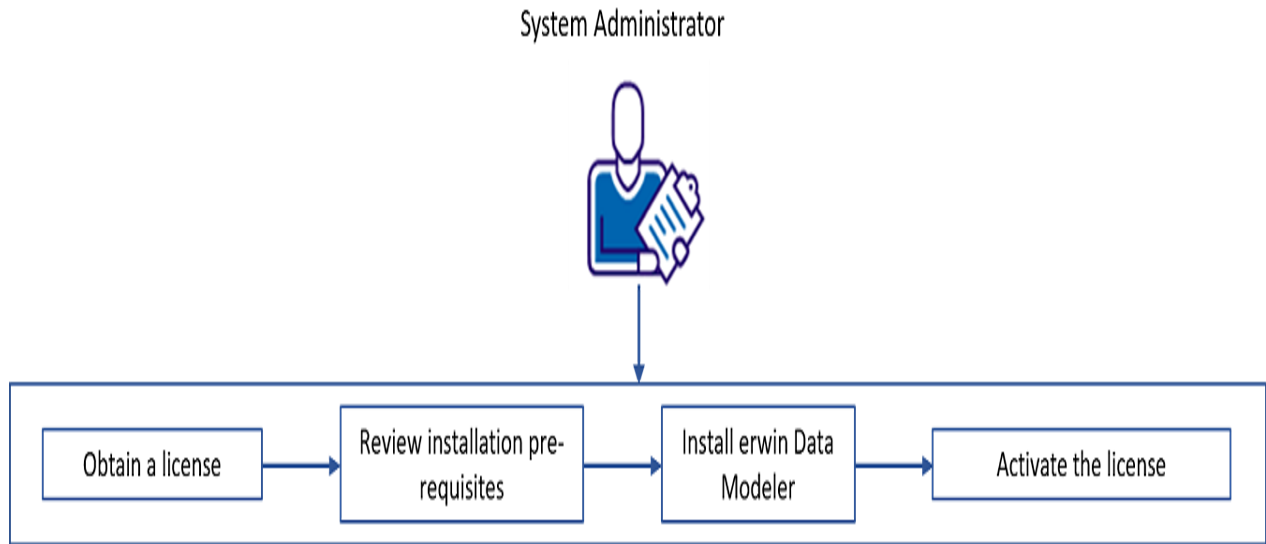 System Administrator
Obtain a license
Review installation pre-
requisites
Install erwin Data
Modeler
Activate the license